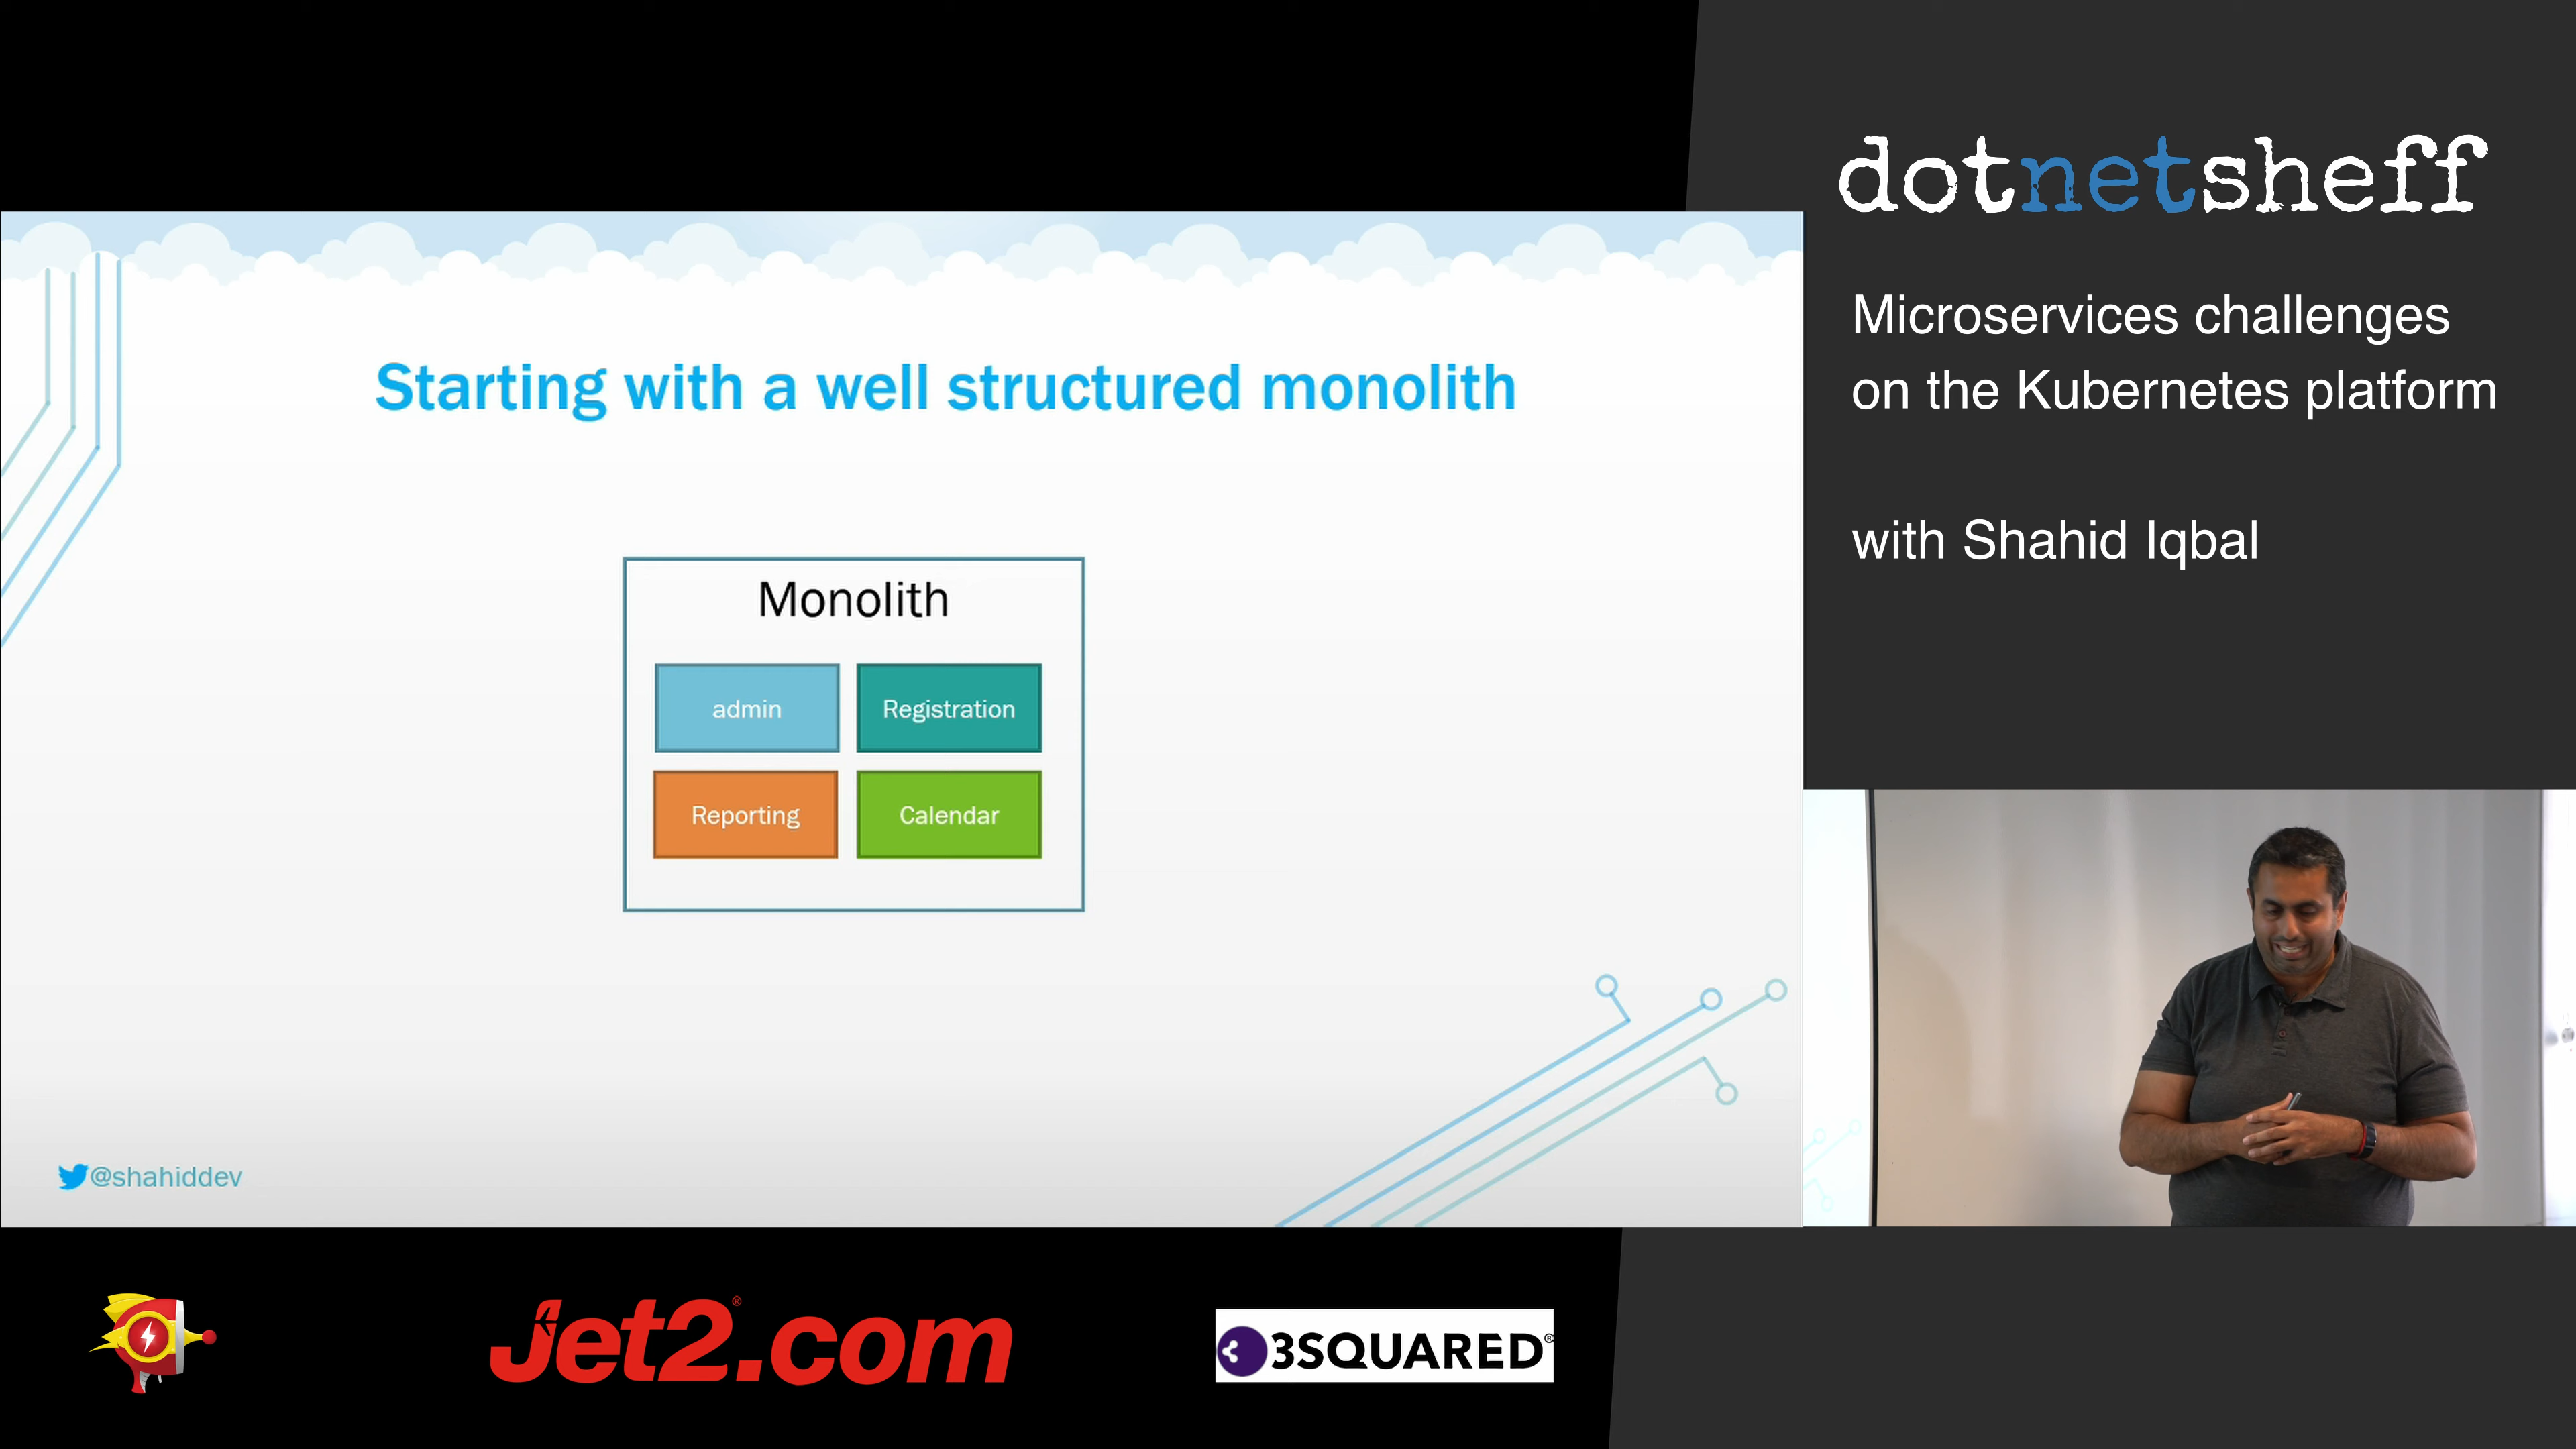 dotnetsheff
Microservices challenges
on the Kubernetes platform
with Shahid Iqbal
Starting with a well structured monolith
Monolith
admin
Registration
Reporting
Calendar
@shahiddev
Jet2.com®
3SQUARED®